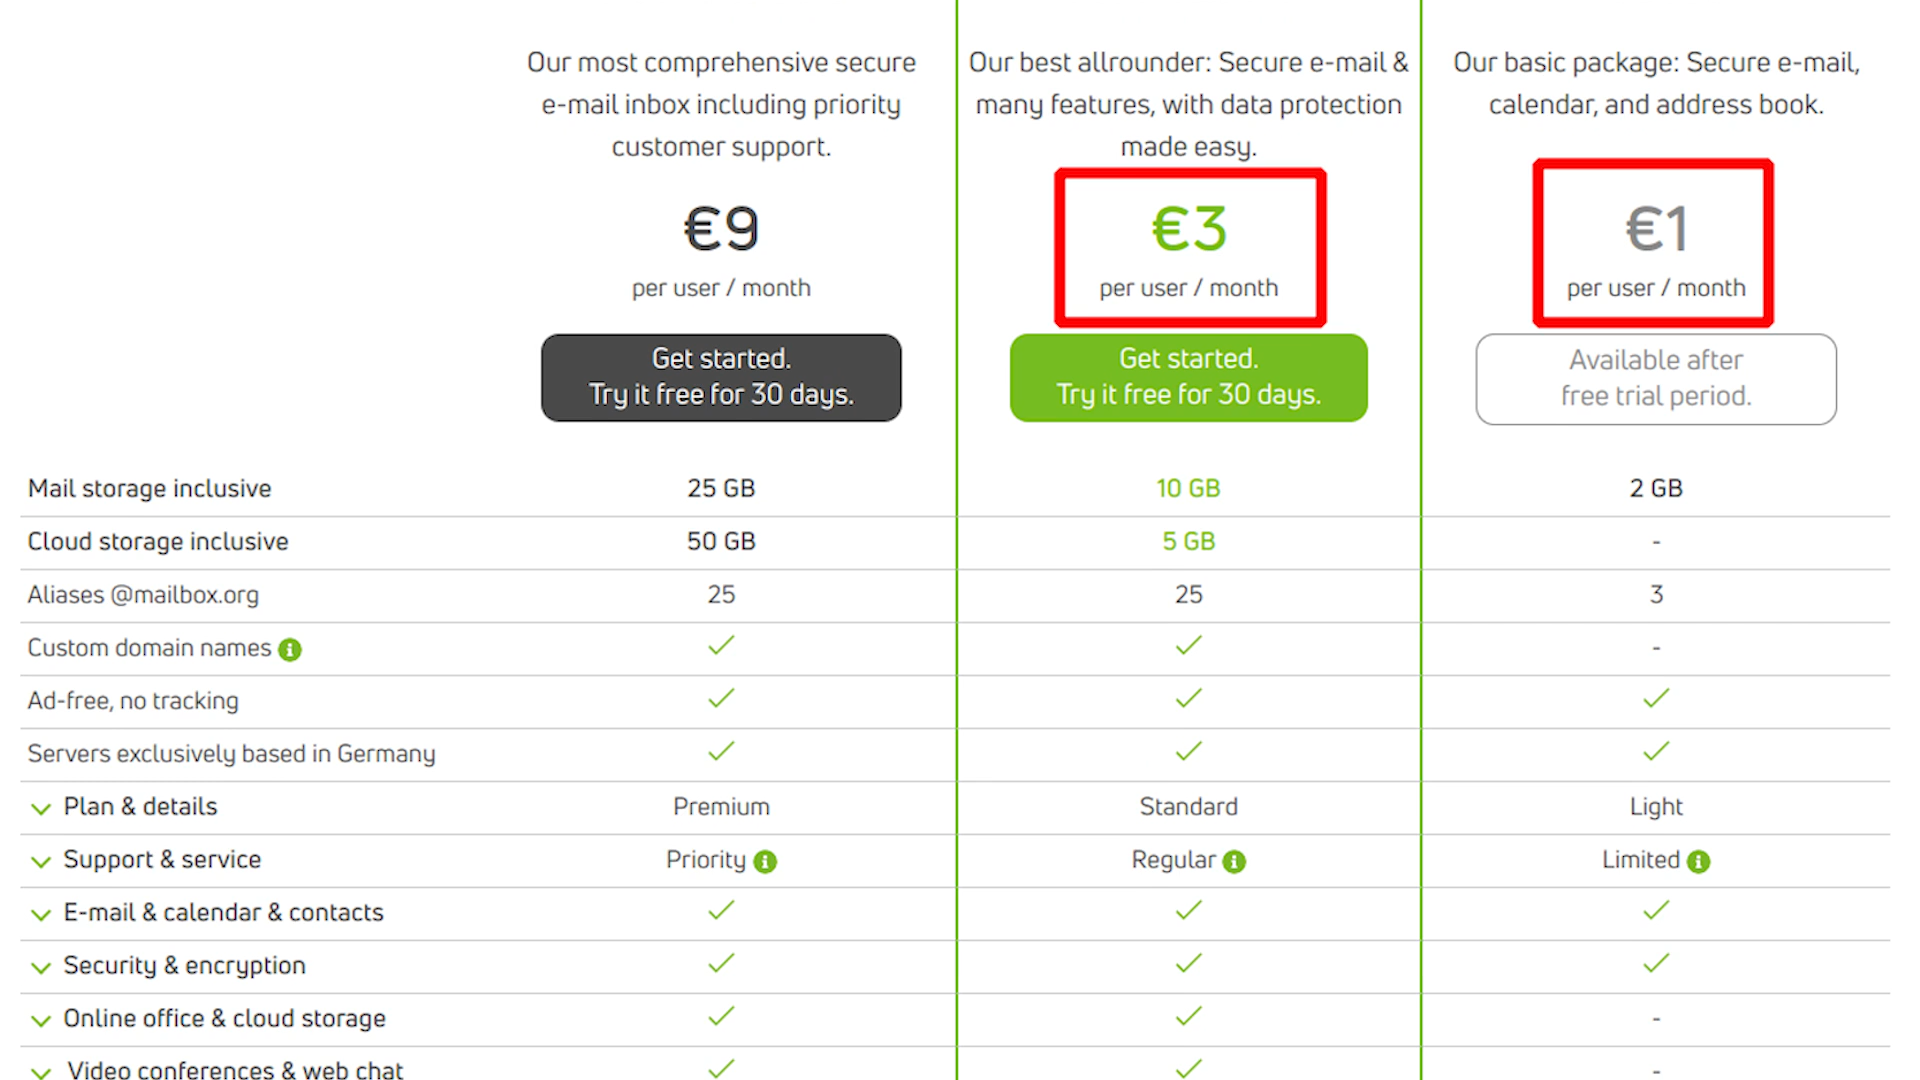 Our most comprehensive secure
e-mail inbox including priority
customer support.
€9
per user / month
Get started.
Try it free for 30 days.
Our best allrounder: Secure e-mail &
many features, with data protection
made easy.
€3
per user / month
Get started.
Try it free for 30 days.
Our basic package: Secure e-mail,
calendar, and address book.
€1
per user / month
Available after
free trial period.
Mail storage inclusive 25 GB 10 GB 2 GB
Cloud storage inclusive 50 GB 5 GB -
Aliases @mailbox.org 25 25 3
Custom domain names ✓ ✓ -
Ad-free, no tracking ✓ ✓ ✓
Servers exclusively based in Germany ✓ ✓ ✓
Plan & details Premium Standard Light
Support & service Priority Regular Limited
E-mail & calendar & contacts ✓ ✓ ✓
Security & encryption ✓ ✓ ✓
Online office & cloud storage ✓ ✓ -
Video conferences & web chat ✓ ✓ -